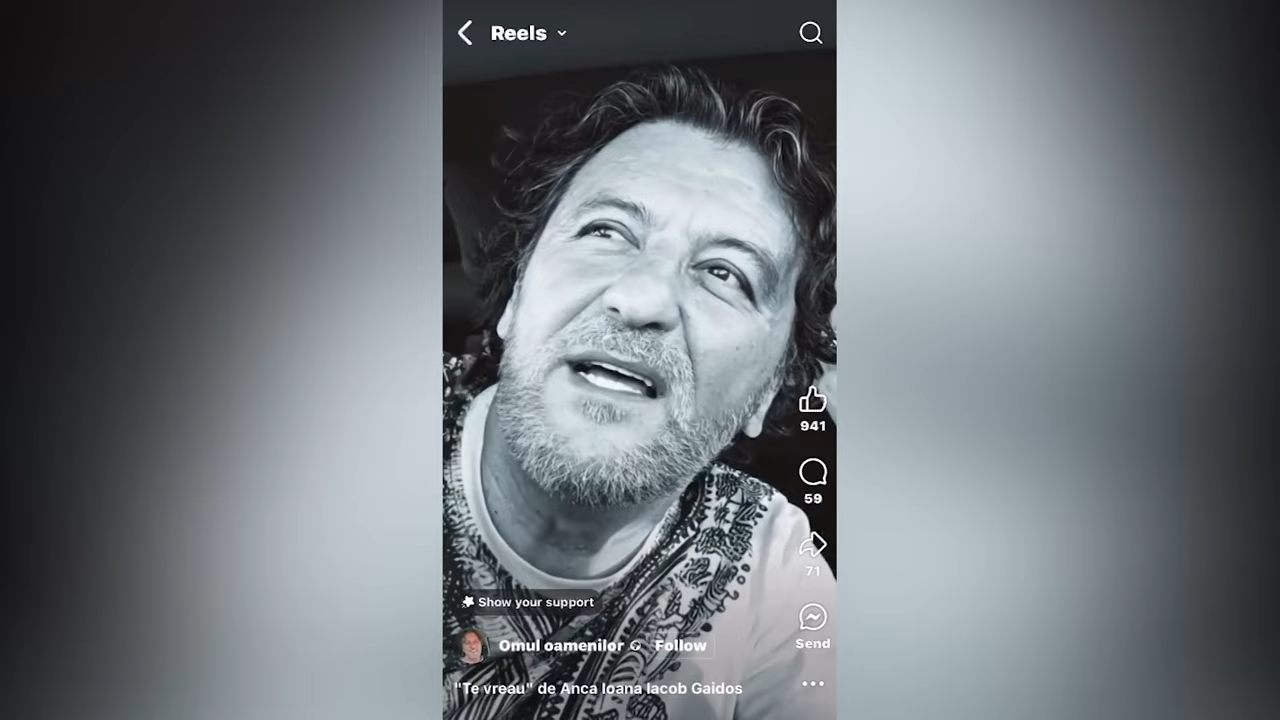 Reels
941
59
71
Show your support
Send
Omul oamenilor Follow
"Te vreau" de Anca Ioana Iacob Gaidos